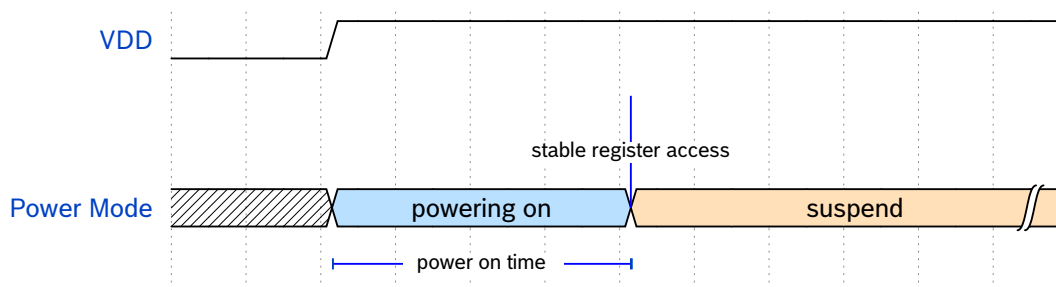 VDD
stable register access
Power Mode
powering on
suspend
power on time